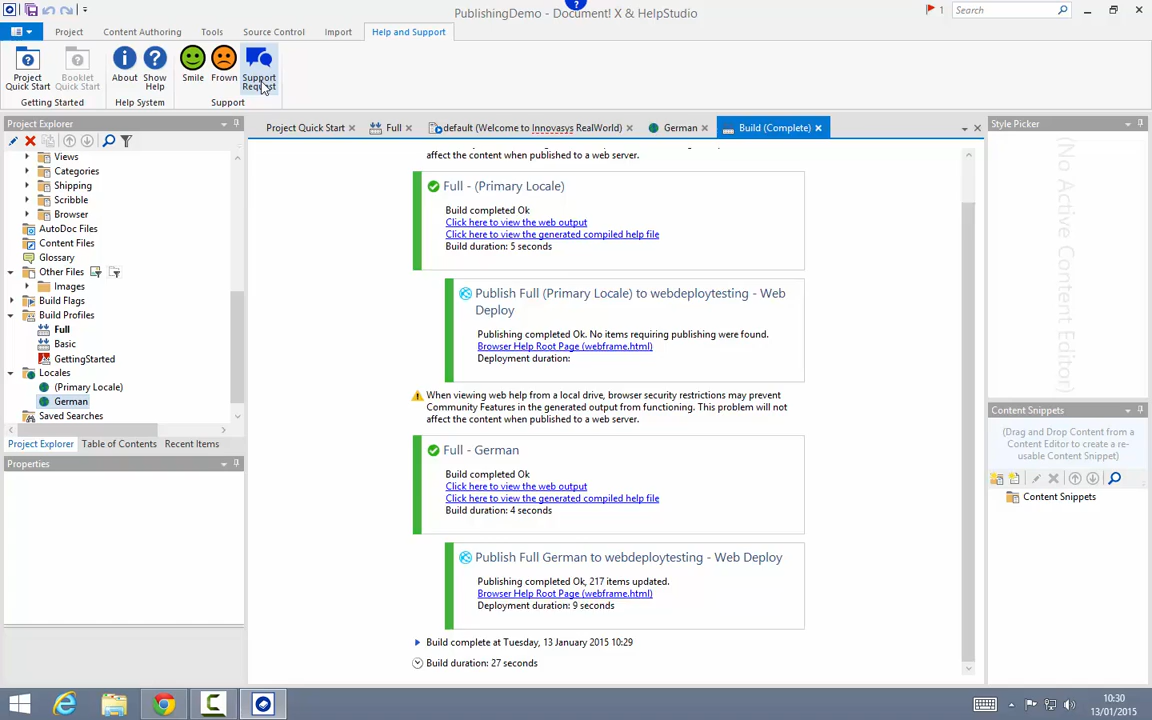 PublishingDemo - Document! X & HelpStudio
1
Search
Project
Content Authoring
Tools
Source Control
Import
Help and Support
Project Quick Start
Booklet Quick Start
About
Show Help
Smile
Frown
Support Request
Getting Started
Help System
Support
Project Explorer
Views
Categories
Shipping
Scribble
Browser
AutoDoc Files
Content Files
Glossary
Other Files
Images
Build Flags
Build Profiles
Full
Basic
GettingStarted
Locales
(Primary Locale)
German
Saved Searches
Project Explorer
Table of Contents
Recent Items
Properties
Project Quick Start
Full
default (Welcome to Innovasys RealWorld)
German
Build (Complete)
affect the content when published to a web server.
Full - (Primary Locale)
Build completed Ok
Click here to view the web output
Click here to view the generated compiled help file
Build duration: 5 seconds
Publish Full (Primary Locale) to webdeploytesting - Web
Deploy
Publishing completed Ok. No items requiring publishing were found.
Browser Help Root Page (webframe.html)
Deployment duration:
When viewing web help from a local drive, browser security restrictions may prevent
Community Features in the generated output from functioning. This problem will not
affect the content when published to a web server.
Full - German
Build completed Ok
Click here to view the web output
Click here to view the generated compiled help file
Build duration: 4 seconds
Publish Full German to webdeploytesting - Web Deploy
Publishing completed Ok, 217 items updated.
Browser Help Root Page (webframe.html)
Deployment duration: 9 seconds
Build complete at Tuesday, 13 January 2015 10:29
Build duration: 27 seconds
Style Picker
(No Active Content Editor)
Content Snippets
(Drag and Drop Content from a
Content Editor to create a re-
usable Content Snippet)
Content Snippets
10:30
13/01/2015